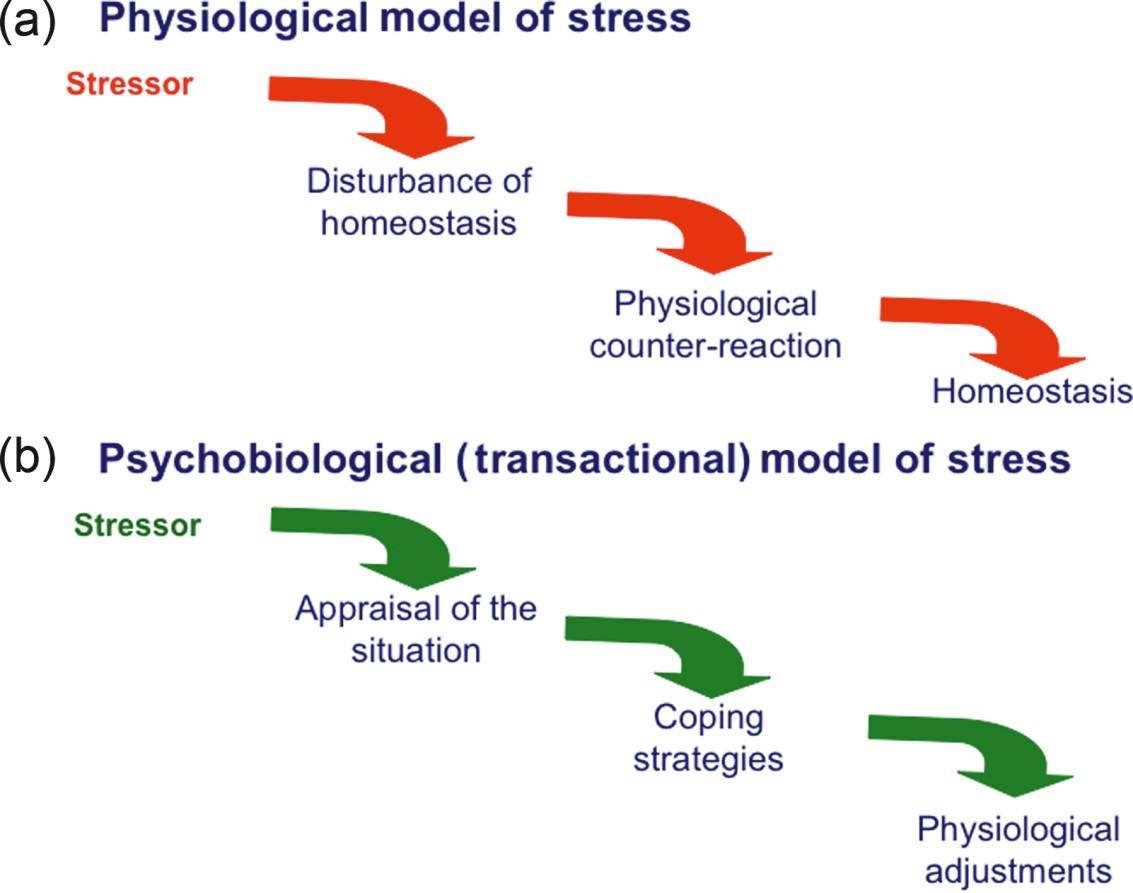 (a) Physiological model of stress
Stressor
Disturbance of
homeostasis
Physiological
counter-reaction
Homeostasis
(b) Psychobiological (transactional) model of stress
Stressor
Appraisal of the
situation
Coping
strategies
Physiological
adjustments